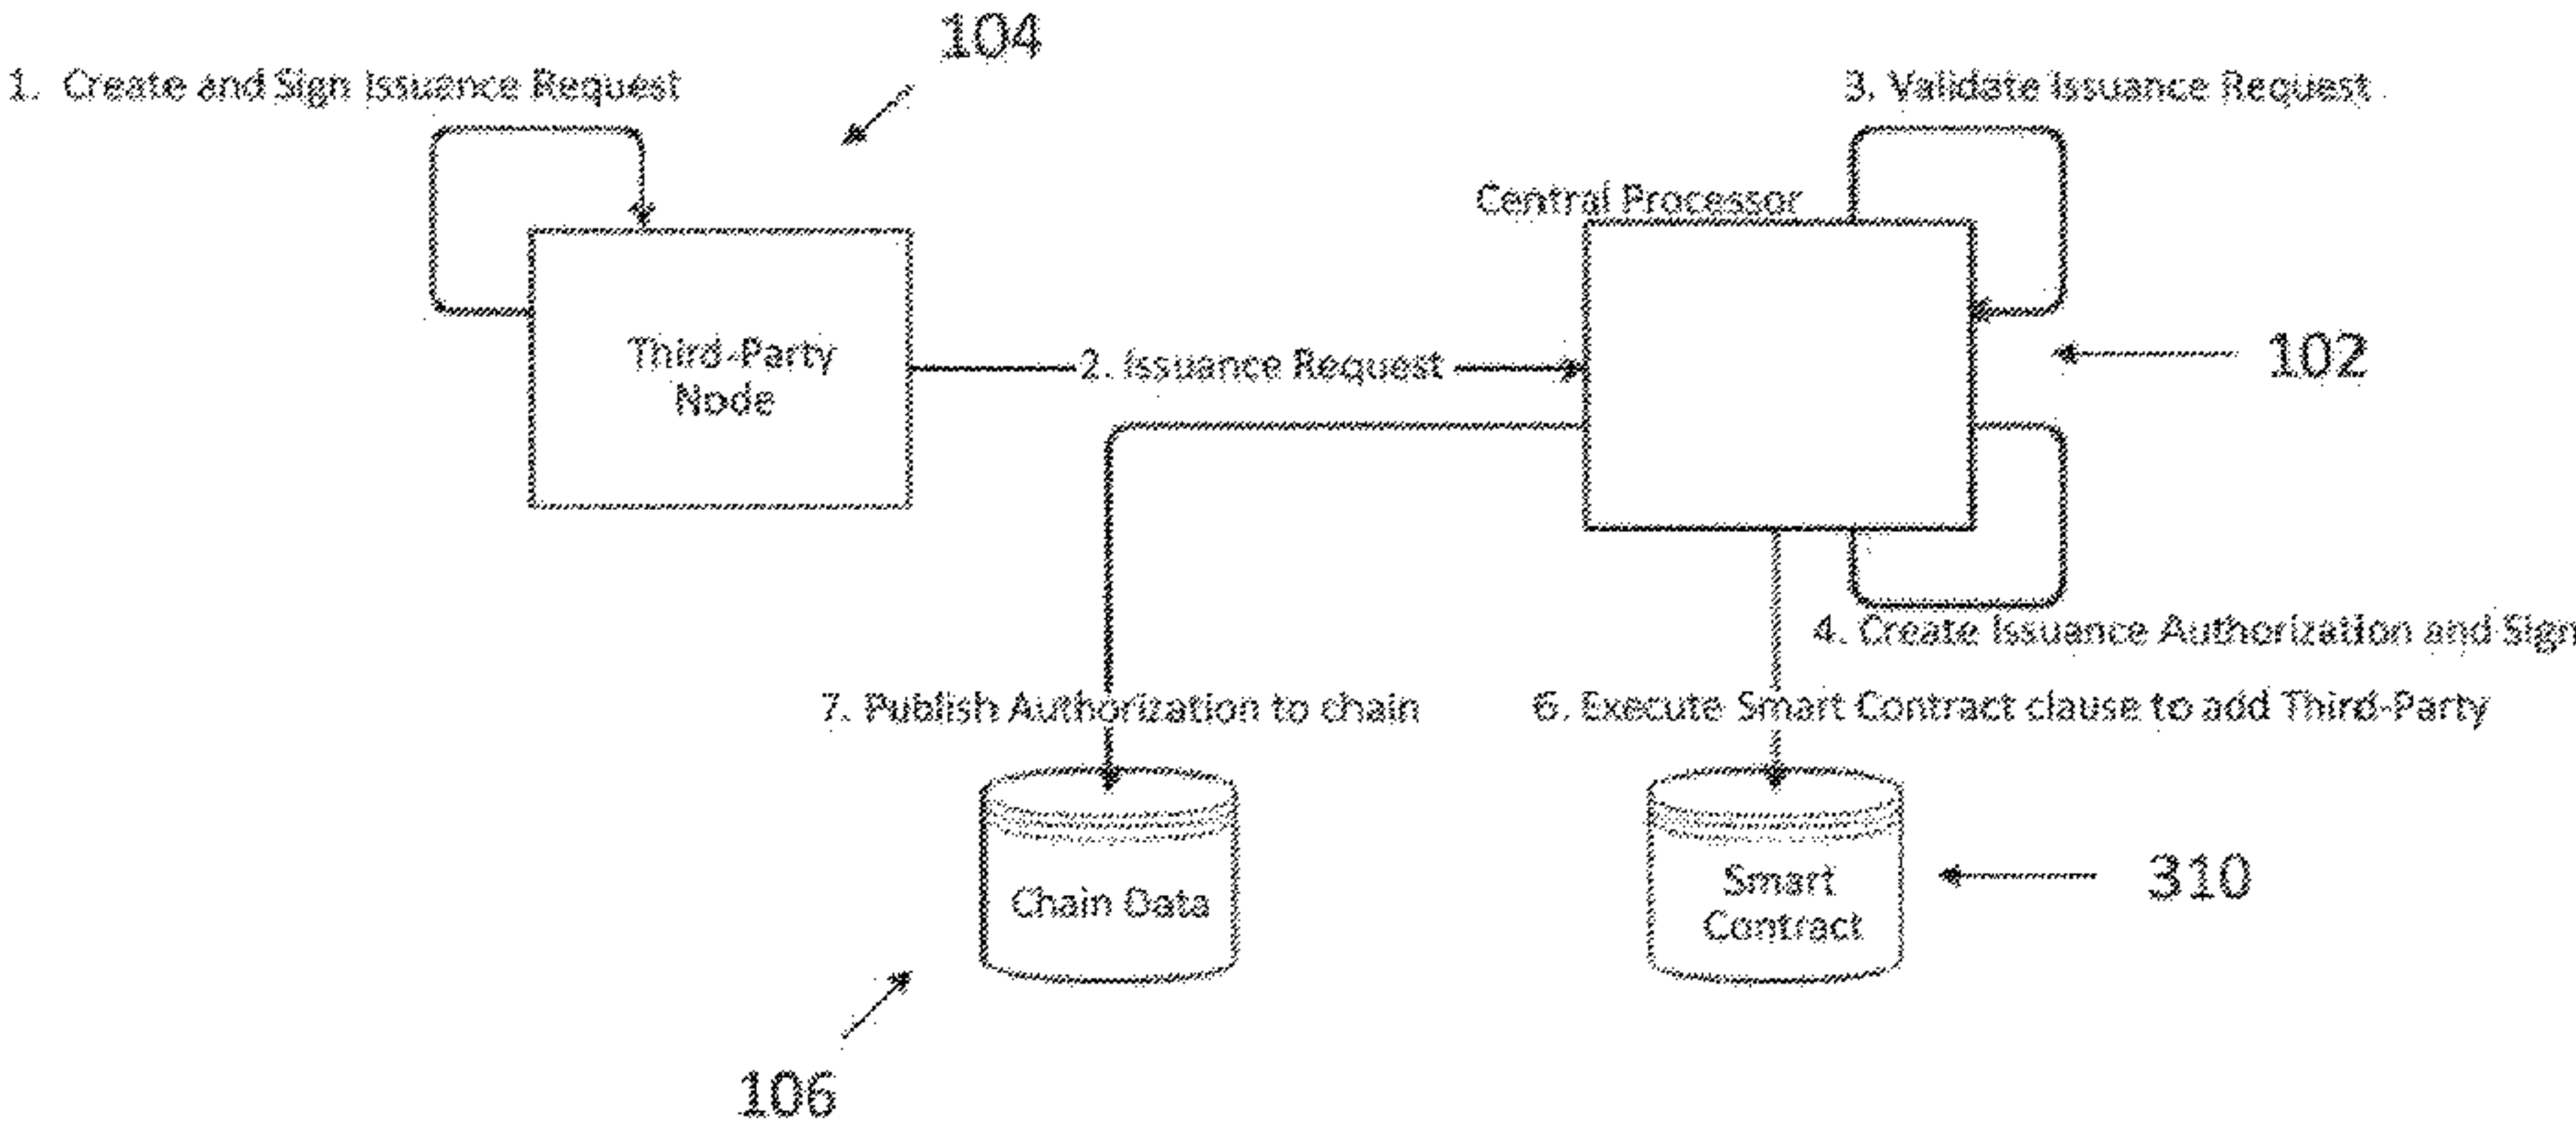 104
1. Create and Sign Issuance Request
3. Validate Issuance Request
Central Processor
Third-Party
Node
2. Issuance Request
102
4. Create Issuance Authorization and Sign
7. Publish Authorization to chain
6. Execute Smart Contract clause to add Third-Party
Chain Data
Smart
Contract
310
106